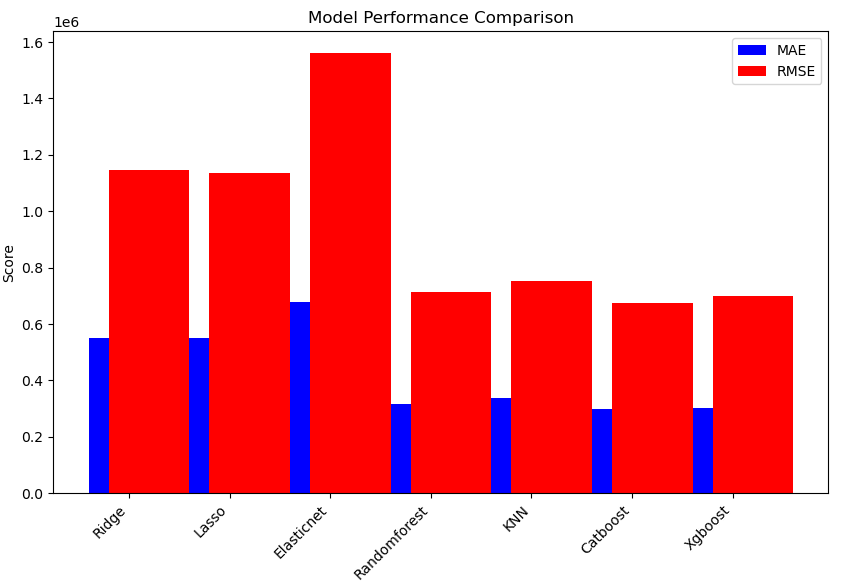 Model Performance Comparison
1e6
MAE
RMSE
Score
1.6
1.4
1.2
1.0
0.8
0.6
0.4
0.2
0.0
Ridge
Lasso
Elasticnet
Randomforest
KNN
Catboost
Xgboost